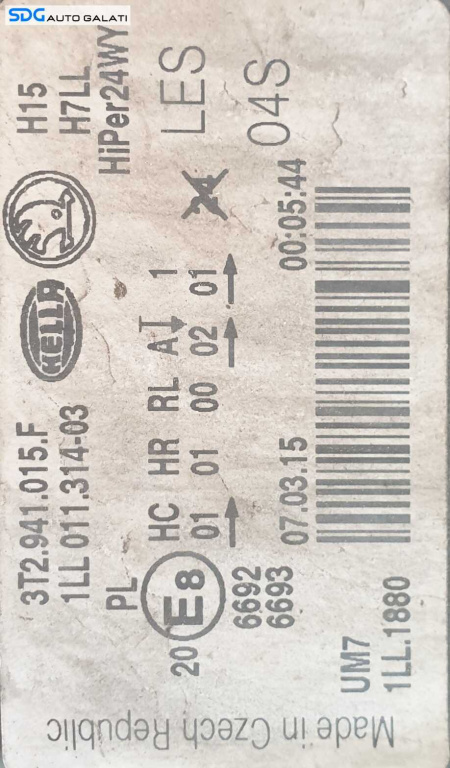 SDG AUTO GALATI
3T2.941.015.F
1LL 011.314-03
HELLA
H15
H7LL
HiPer24WY
PL
HC HR RL A 1
01 01 00 02 01
24
LES
04S
20 E8
6692
6693
07.03.15 00:05:44
UM7
1LL.1880
Made in Czech Republic